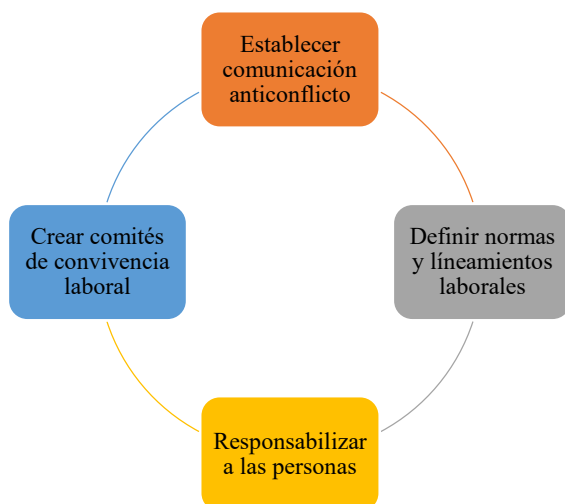 Establecer
comunicación
anticonflicto
Definir normas
y líneamientos
laborales
Responsabilizar
a las personas
Crear comités
de convivencia
laboral